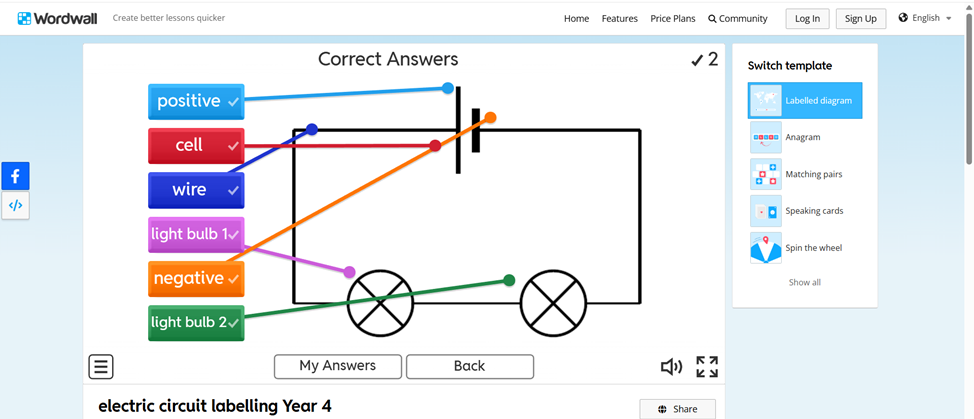 Wordwall Create better lessons quicker Home Features Price Plans Community Log In Sign Up English
Correct Answers 2
positive
cell
wire
light bulb 1
negative
light bulb 2
My Answers Back
electric circuit labelling Year 4
Share
Switch template
Labelled diagram
Anagram
Matching pairs
Speaking cards
Spin the wheel
Show all